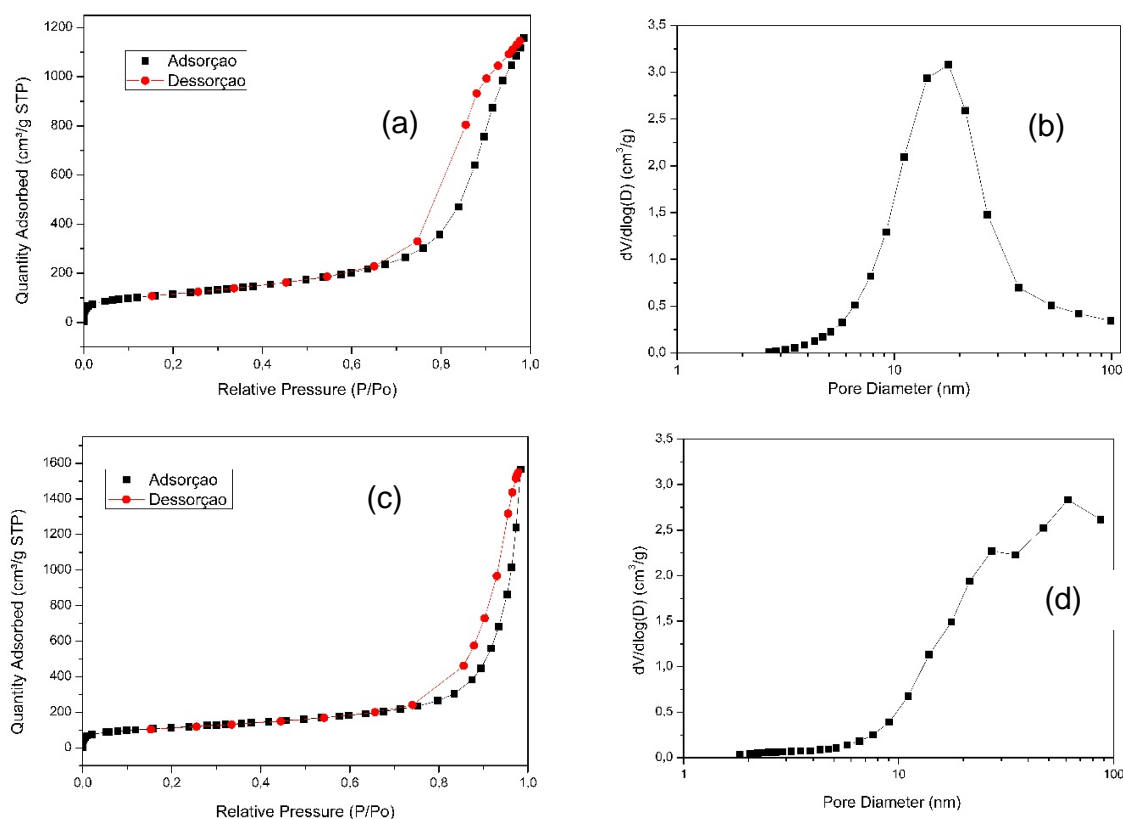 1200
1000
800
600
400
200
0
Quantity Adsorbed (cm³/g STP)
Adsorçao
Dessorçao
(a)
0,0 0,2 0,4 0,6 0,8 1,0
Relative Pressure (P/Po)
3,5
3,0
2,5
2,0
1,5
1,0
0,5
0,0
dV/dlog(D) (cm³/g)
(b)
1 10 100
Pore Diameter (nm)
1600
1400
1200
1000
800
600
400
200
0
Quantity Adsorbed (cm³/g STP)
Adsorçao
Dessorçao
(c)
0,0 0,2 0,4 0,6 0,8 1,0
Relative Pressure (P/Po)
3,5
3,0
2,5
2,0
1,5
1,0
0,5
0,0
dV/dlog(D) (cm³/g)
(d)
1 10 100
Pore Diameter (nm)